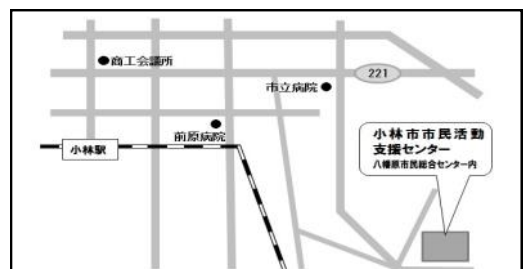 商工会議所
221
市立病院
前原病院
小林駅
小林市市民活動
支援センター
八幡原市民総合センター内